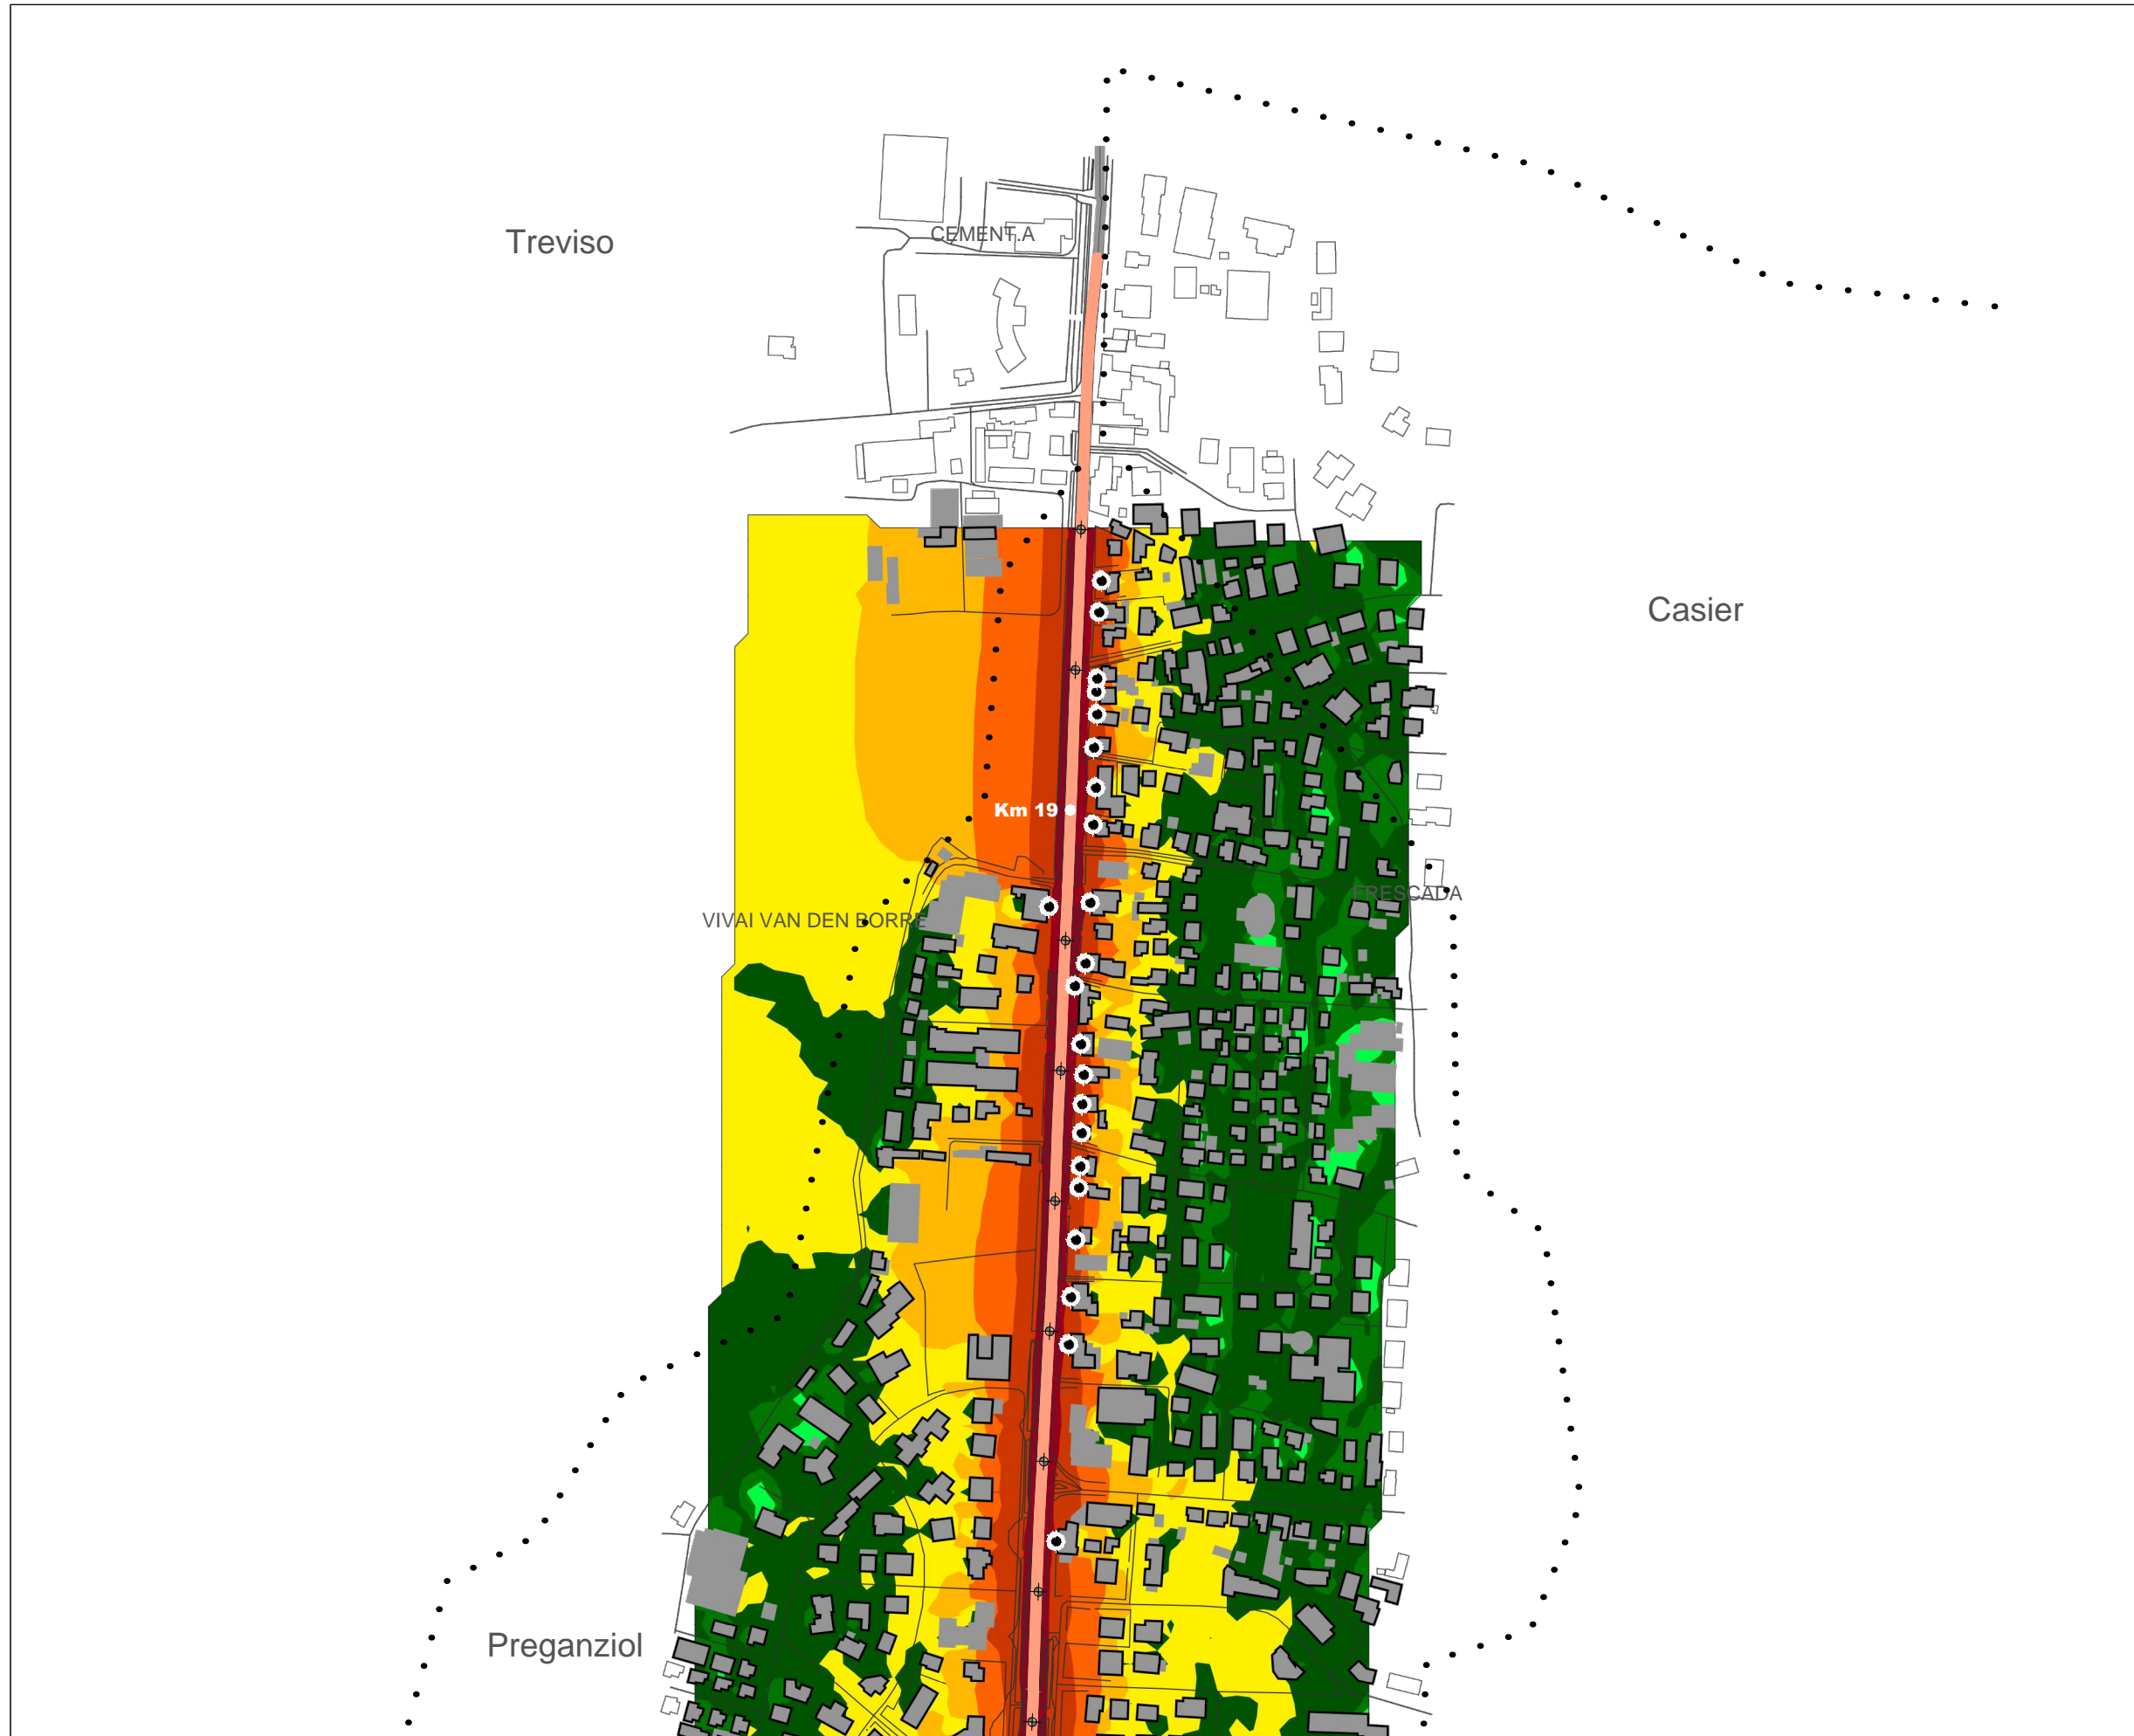 Treviso
CEMENT.A
Casier
Km 19
FRESCADA
VIVAI VAN DEN BORRE
Preganziol